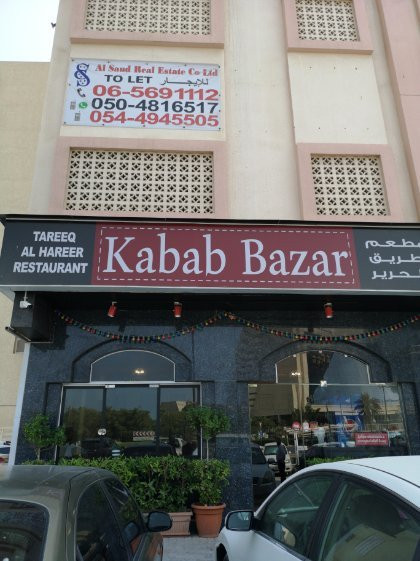 Al Saud Real Estate Co Ltd
TO LET للإيجار
06-5691112
050-4816517
054-4945505
TAREEQ
AL HAREER
RESTAURANT
Kabab Bazar
مطعم
طريق
الحرير